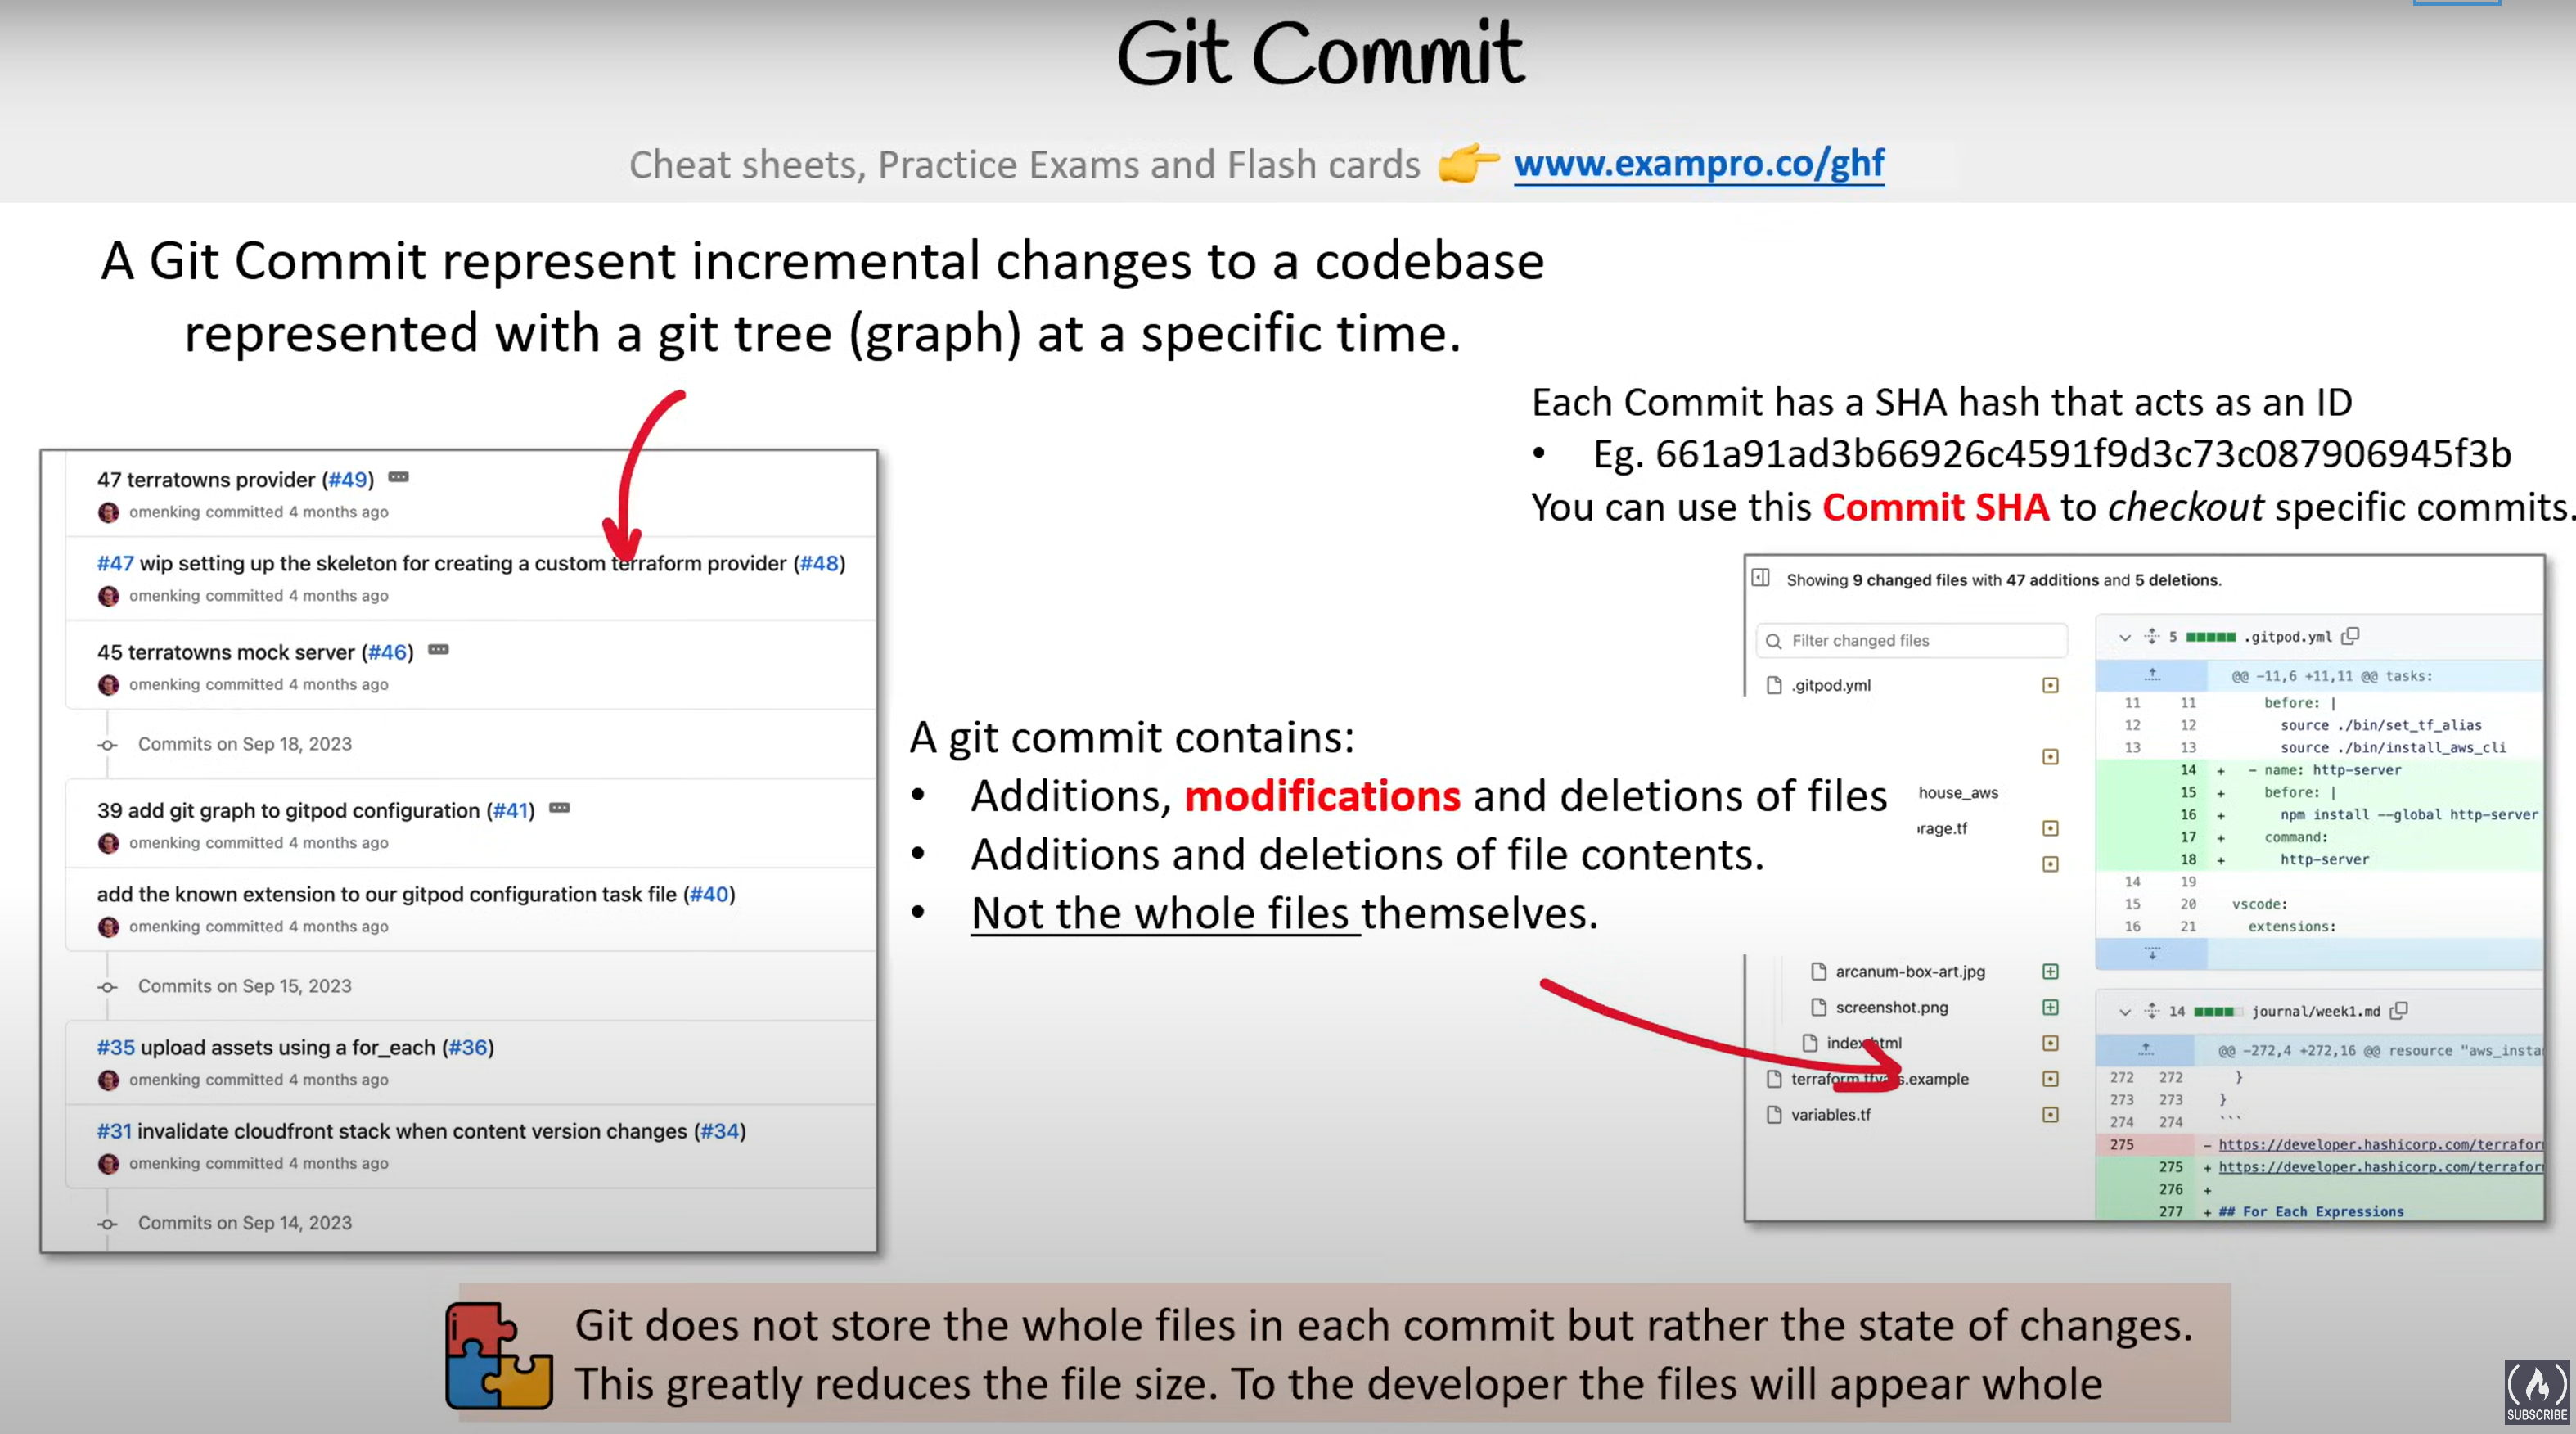 Git Commit
Cheat sheets, Practice Exams and Flash cards 👉 www.exampro.co/ghf
A Git Commit represent incremental changes to a codebase
represented with a git tree (graph) at a specific time.
Each Commit has a SHA hash that acts as an ID
• Eg. 661a91ad3b66926c4591f9d3c73c087906945f3b
You can use this Commit SHA to checkout specific commits.
47 terratowns provider (#49)
omenking committed 4 months ago
#47 wip setting up the skeleton for creating a custom terraform provider (#48)
omenking committed 4 months ago
45 terratowns mock server (#46)
omenking committed 4 months ago
Commits on Sep 18, 2023
39 add git graph to gitpod configuration (#41)
omenking committed 4 months ago
add the known extension to our gitpod configuration task file (#40)
omenking committed 4 months ago
Commits on Sep 15, 2023
#35 upload assets using a for_each (#36)
omenking committed 4 months ago
#31 invalidate cloudfront stack when content version changes (#34)
omenking committed 4 months ago
Commits on Sep 14, 2023
A git commit contains:
• Additions, modifications and deletions of files
• Additions and deletions of file contents.
• Not the whole files themselves.
Showing 9 changed files with 47 additions and 5 deletions.
Filter changed files
.gitpod.yml
house_aws
rage.tf
arcanum-box-art.jpg
screenshot.png
index.html
terraform.tfvars.example
variables.tf
5 .gitpod.yml
@@ -11,6 +11,11 @@ tasks:
11 11 before: |
12 12 source ./bin/set_tf_alias
13 13 source ./bin/install_aws_cli
14 + - name: http-server
15 + before: |
16 + npm install --global http-server
17 + command:
18 + http-server
14 19
15 20 vscode:
16 21 extensions:
14 journal/week1.md
@@ -272,4 +272,16 @@ resource "aws_insta
272 272 }
273 273 }
274 274 ```
275 - https://developer.hashicorp.com/terrafor
275 + https://developer.hashicorp.com/terrafor
276 +
277 + ## For Each Expressions
Git does not store the whole files in each commit but rather the state of changes.
This greatly reduces the file size. To the developer the files will appear whole
SUBSCRIBE